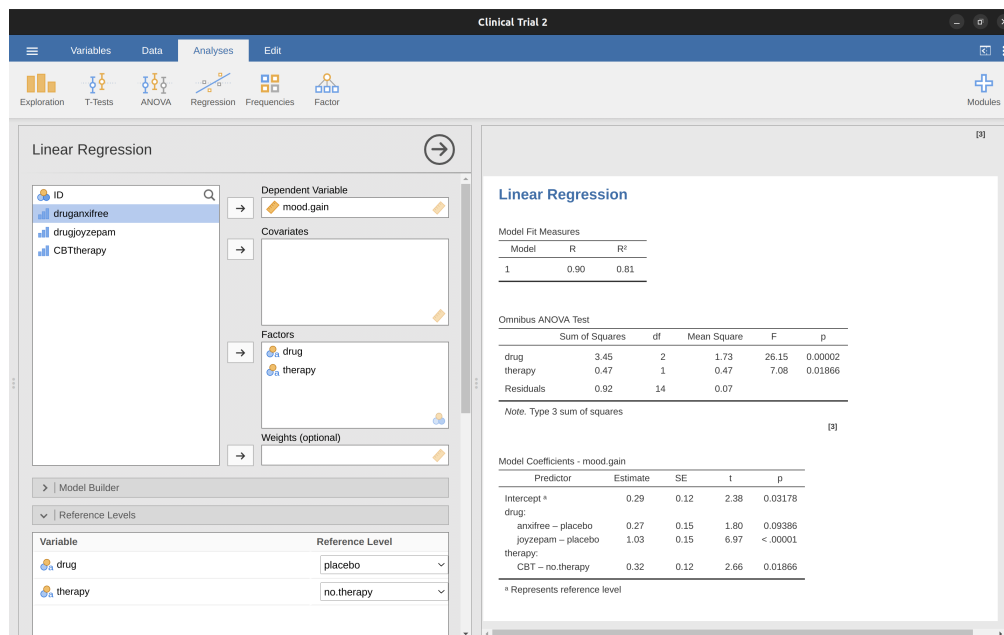 Clinical Trial 2
Variables Data Analyses Edit
Exploration T-Tests ANOVA Regression Frequencies Factor Modules
Linear Regression
ID
druganxifree
drugjoyzepam
CBTtherapy
Dependent Variable
mood.gain
Covariates
Factors
a drug
a therapy
Weights (optional)
Model Builder
Reference Levels
Variable Reference Level
a drug placebo
a therapy no.therapy
[3]
Linear Regression
Model Fit Measures
Model R R²
1 0.90 0.81
Omnibus ANOVA Test
Sum of Squares df Mean Square F p
drug 3.45 2 1.73 26.15 0.00002
therapy 0.47 1 0.47 7.08 0.01866
Residuals 0.92 14 0.07
Note. Type 3 sum of squares
[3]
Model Coefficients - mood.gain
Predictor Estimate SE t p
Intercept ᵃ 0.29 0.12 2.38 0.03178
drug:
anxifree – placebo 0.27 0.15 1.80 0.09386
joyzepam – placebo 1.03 0.15 6.97 < .00001
therapy:
CBT – no.therapy 0.32 0.12 2.66 0.01866
ᵃ Represents reference level